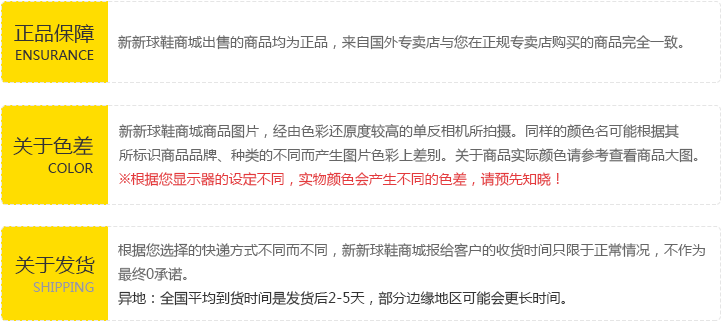 正品保障
ENSURANCE
新新球鞋商城出售的商品均为正品，来自国外专卖店与您在正规专卖店购买的商品完全一致。
关于色差
COLOR
新新球鞋商城商品图片，经由色彩还原度较高的单反相机所拍摄。同样的颜色名可能根据其
所标识商品品牌、种类的不同而产生图片色彩上差别。关于商品实际颜色请参考查看商品大图。
※根据您显示器的设定不同，实物颜色会产生不同的色差，请预先知晓！
关于发货
SHIPPING
根据您选择的快递方式不同而不同，新新球鞋商城报给客户的收货时间只限于正常情况，不作为
最终0承诺。
异地：全国平均到货时间是发货后2-5天，部分边缘地区可能会更长时间。